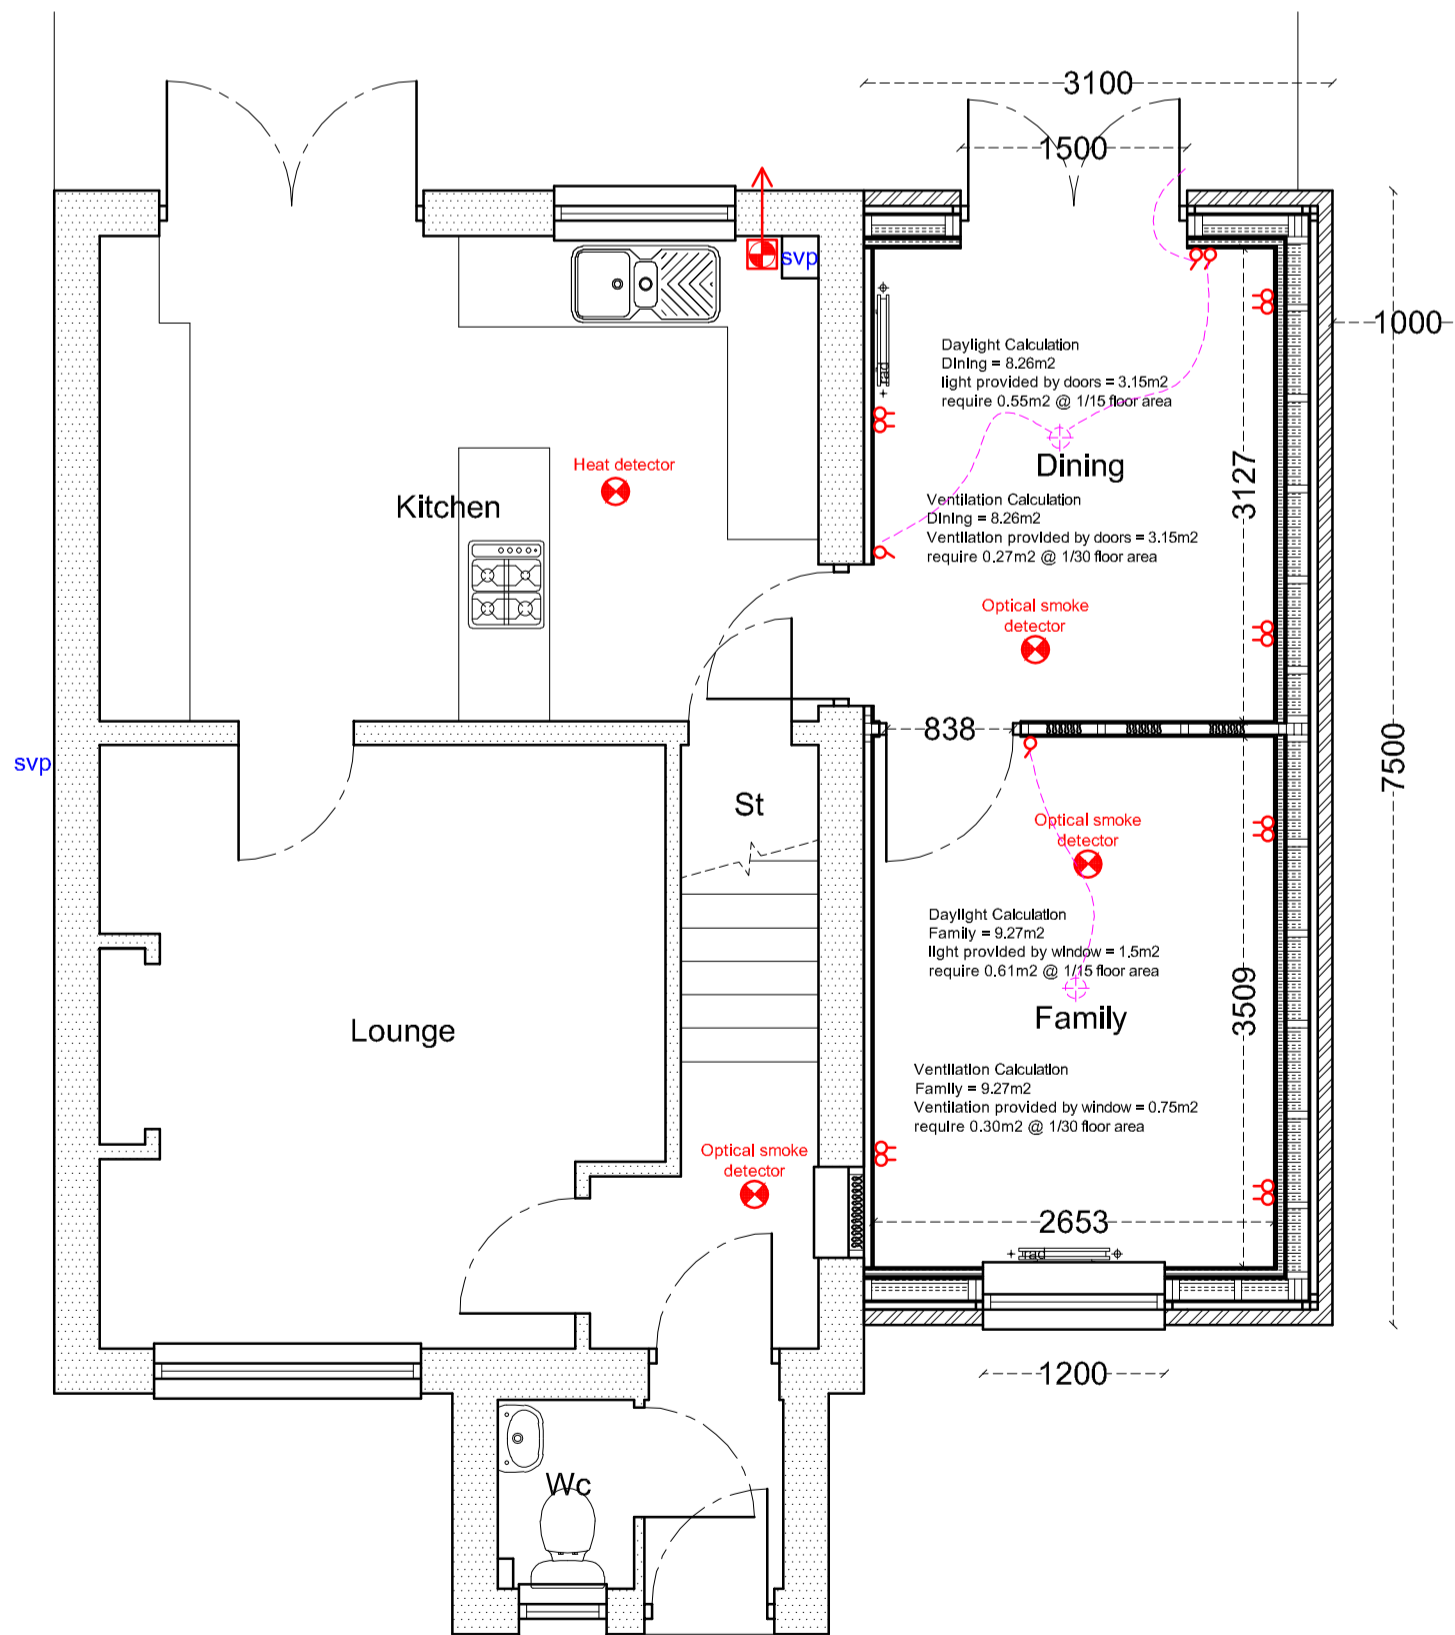 3100
1500
svp
1000
Daylight Calculation
Dining = 8.26m2
light provided by doors = 3.15m2
require 0.55m2 @ 1/15 floor area
rad
Heat detector
Kitchen
Dining
3127
Ventilation Calculation
Dining = 8.26m2
Ventilation provided by doors = 3.15m2
require 0.27m2 @ 1/30 floor area
Optical smoke
detector
838
svp
7500
St
Optical smoke
detector
Daylight Calculation
Family = 9.27m2
light provided by window = 1.5m2
require 0.61m2 @ 1/15 floor area
3509
Family
Lounge
Ventilation Calculation
Family = 9.27m2
Ventilation provided by window = 0.75m2
require 0.30m2 @ 1/30 floor area
Optical smoke
detector
2653
rad
1200
Wc